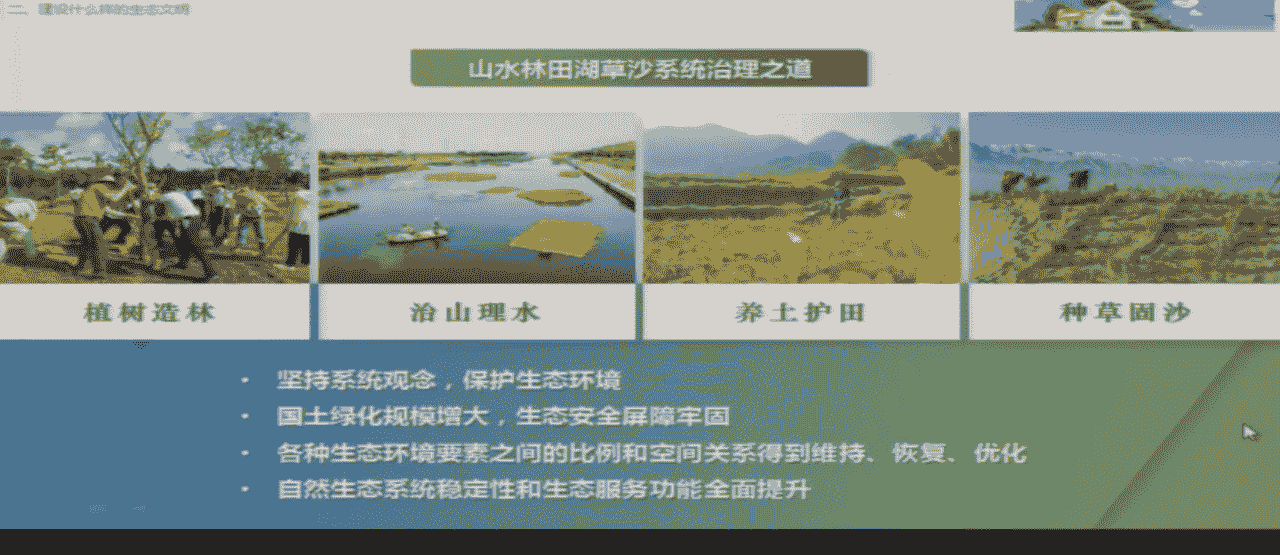 二、建设什么样的生态文明
山水林田湖草沙系统治理之道
植树造林
治山理水
养土护田
种草固沙
• 坚持系统观念，保护生态环境
• 国土绿化规模增大，生态安全屏障牢固
• 各种生态环境要素之间的比例和空间关系得到维持、恢复、优化
• 自然生态系统稳定性和生态服务功能全面提升